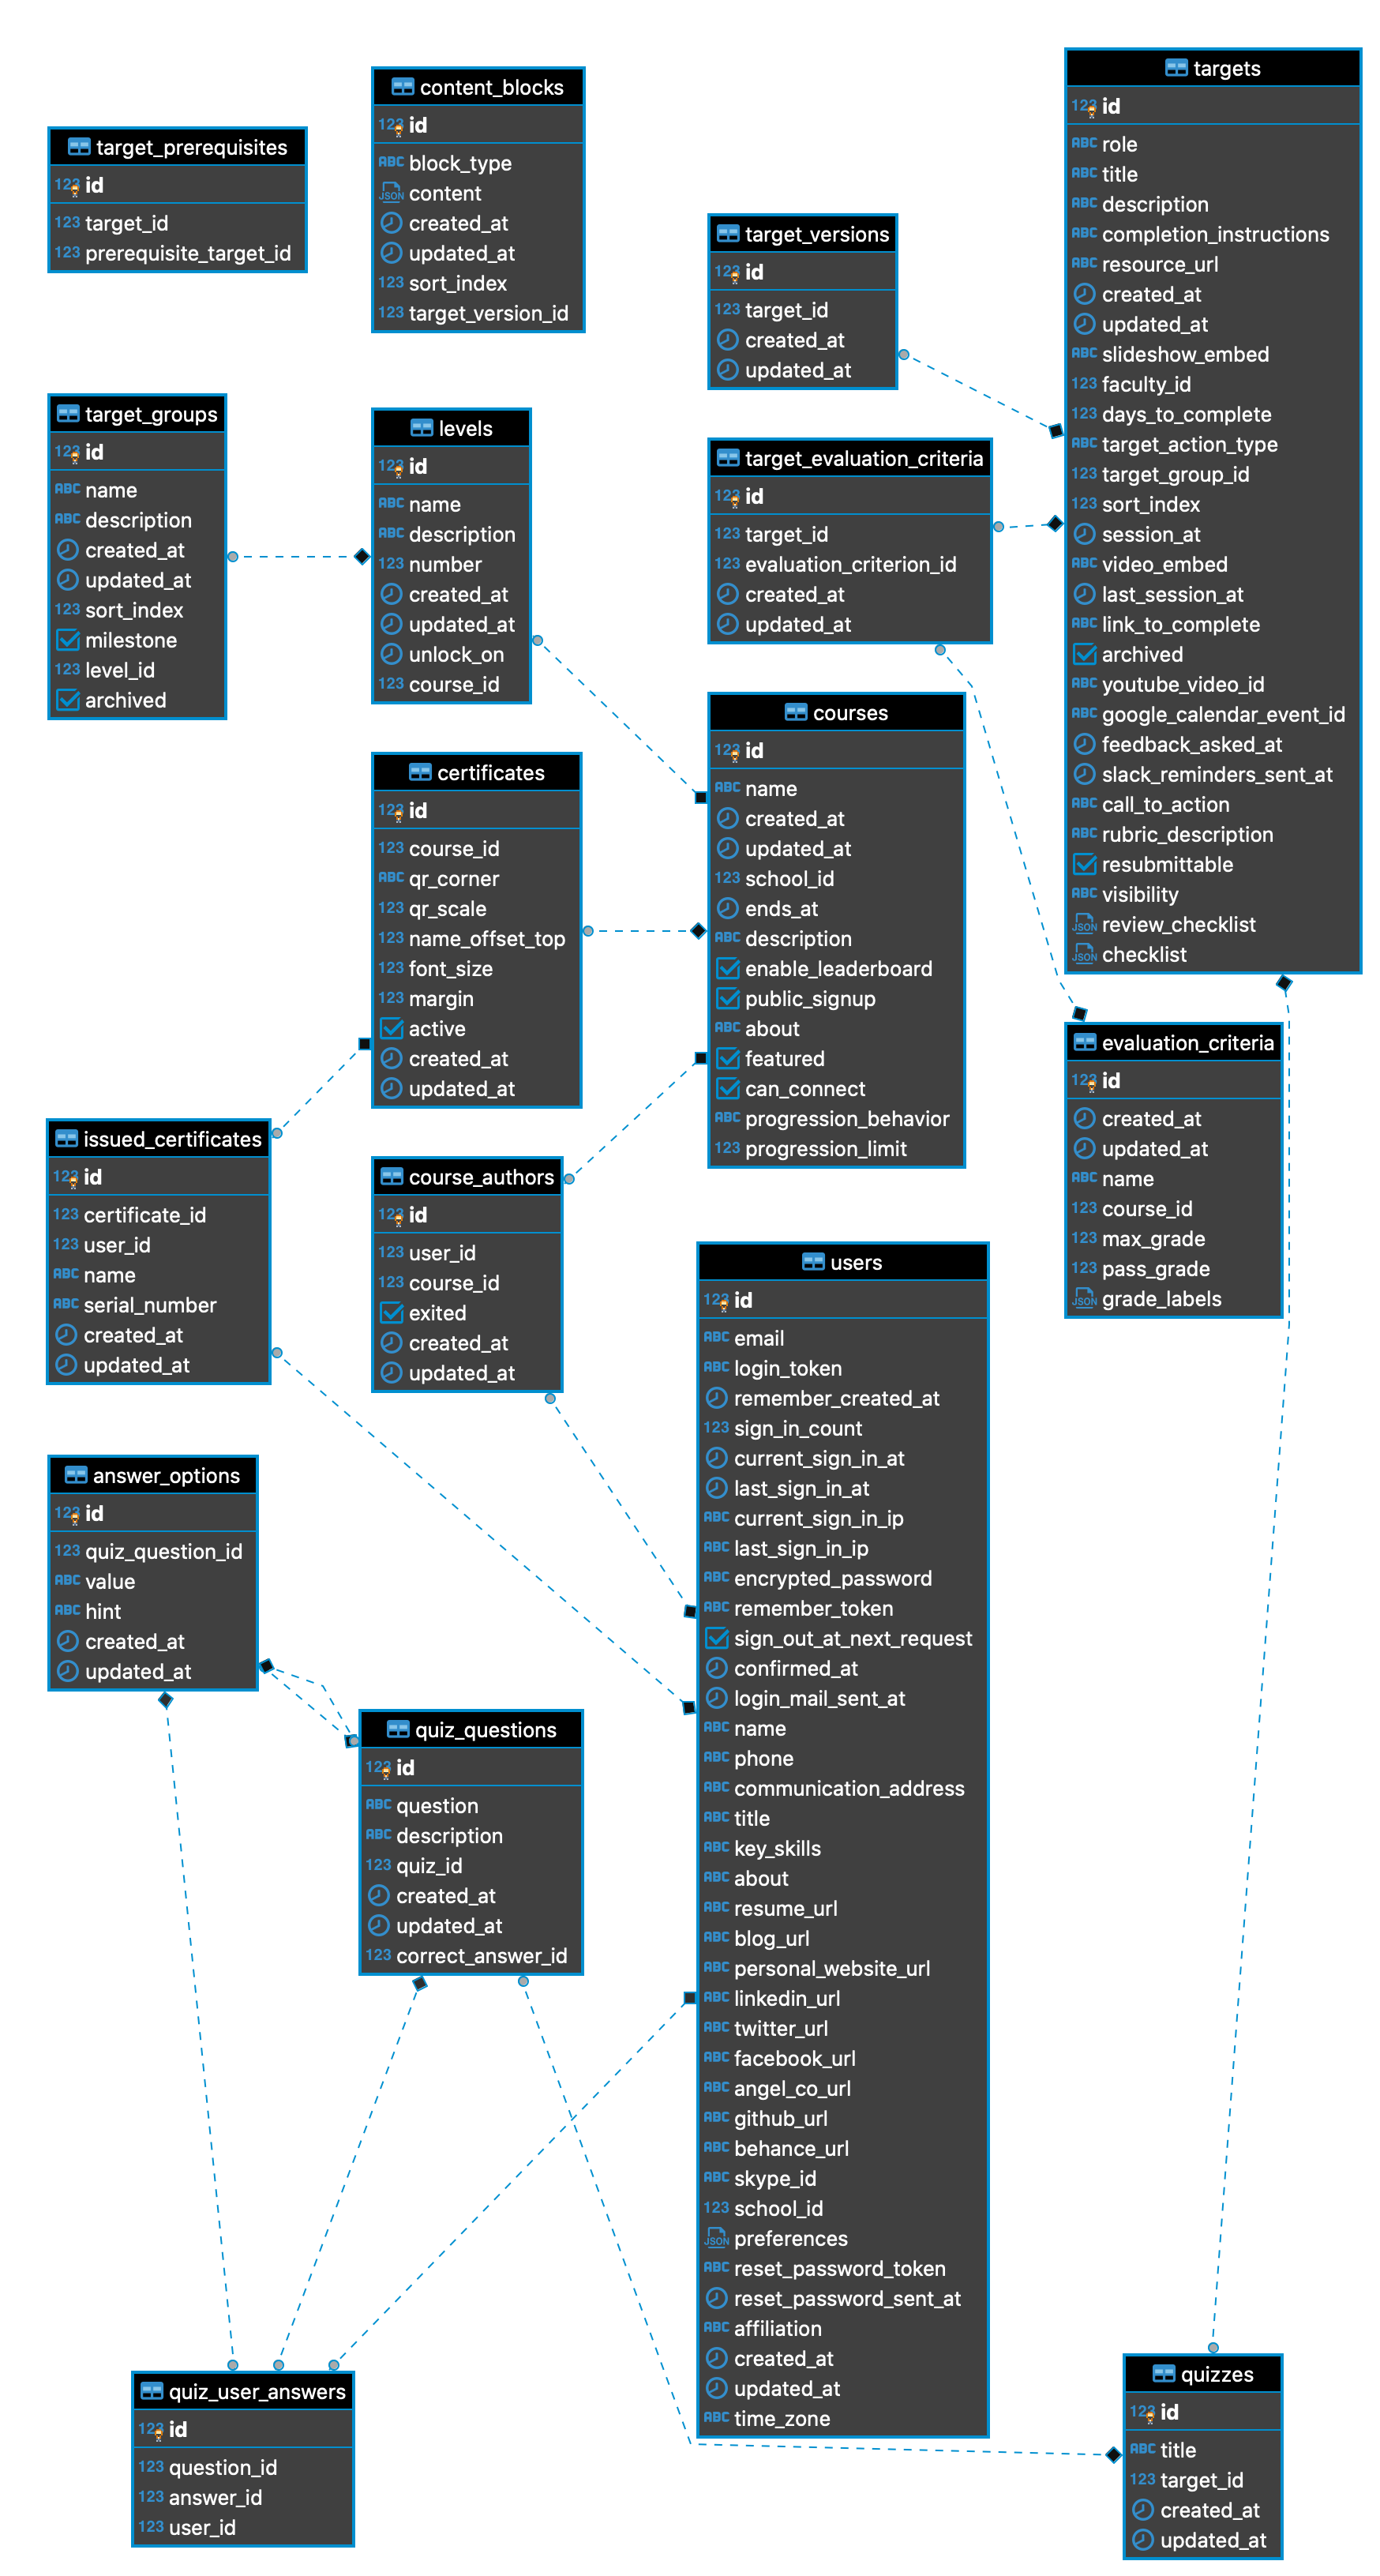 target_prerequisites
123 id
123 target_id
123 prerequisite_target_id
content_blocks
123 id
ABC block_type
JSON content
created_at
updated_at
123 sort_index
123 target_version_id
target_versions
123 id
123 target_id
created_at
updated_at
targets
123 id
ABC role
ABC title
ABC description
ABC completion_instructions
ABC resource_url
created_at
updated_at
ABC slideshow_embed
123 faculty_id
123 days_to_complete
ABC target_action_type
123 target_group_id
123 sort_index
session_at
ABC video_embed
last_session_at
ABC link_to_complete
archived
ABC youtube_video_id
ABC google_calendar_event_id
feedback_asked_at
slack_reminders_sent_at
ABC call_to_action
ABC rubric_description
resubmittable
ABC visibility
JSON review_checklist
JSON checklist
target_groups
123 id
ABC name
ABC description
created_at
updated_at
123 sort_index
milestone
123 level_id
archived
levels
123 id
ABC name
ABC description
123 number
created_at
updated_at
unlock_on
123 course_id
target_evaluation_criteria
123 id
123 target_id
123 evaluation_criterion_id
created_at
updated_at
courses
123 id
ABC name
created_at
updated_at
123 school_id
ends_at
ABC description
enable_leaderboard
public_signup
ABC about
featured
can_connect
ABC progression_behavior
123 progression_limit
certificates
123 id
123 course_id
ABC qr_corner
123 qr_scale
123 name_offset_top
123 font_size
123 margin
active
created_at
updated_at
evaluation_criteria
123 id
created_at
updated_at
ABC name
123 course_id
123 max_grade
123 pass_grade
JSON grade_labels
issued_certificates
123 id
123 certificate_id
123 user_id
ABC name
ABC serial_number
created_at
updated_at
course_authors
123 id
123 user_id
123 course_id
exited
created_at
updated_at
users
123 id
ABC email
ABC login_token
remember_created_at
123 sign_in_count
current_sign_in_at
last_sign_in_at
ABC current_sign_in_ip
ABC last_sign_in_ip
ABC encrypted_password
ABC remember_token
sign_out_at_next_request
confirmed_at
login_mail_sent_at
ABC name
ABC phone
ABC communication_address
ABC title
ABC key_skills
ABC about
ABC resume_url
ABC blog_url
ABC personal_website_url
ABC linkedin_url
ABC twitter_url
ABC facebook_url
ABC angel_co_url
ABC github_url
ABC behance_url
ABC skype_id
123 school_id
JSON preferences
ABC reset_password_token
reset_password_sent_at
ABC affiliation
created_at
updated_at
ABC time_zone
answer_options
123 id
123 quiz_question_id
ABC value
ABC hint
created_at
updated_at
quiz_questions
123 id
ABC question
ABC description
123 quiz_id
created_at
updated_at
123 correct_answer_id
quiz_user_answers
123 id
123 question_id
123 answer_id
123 user_id
quizzes
123 id
ABC title
123 target_id
created_at
updated_at